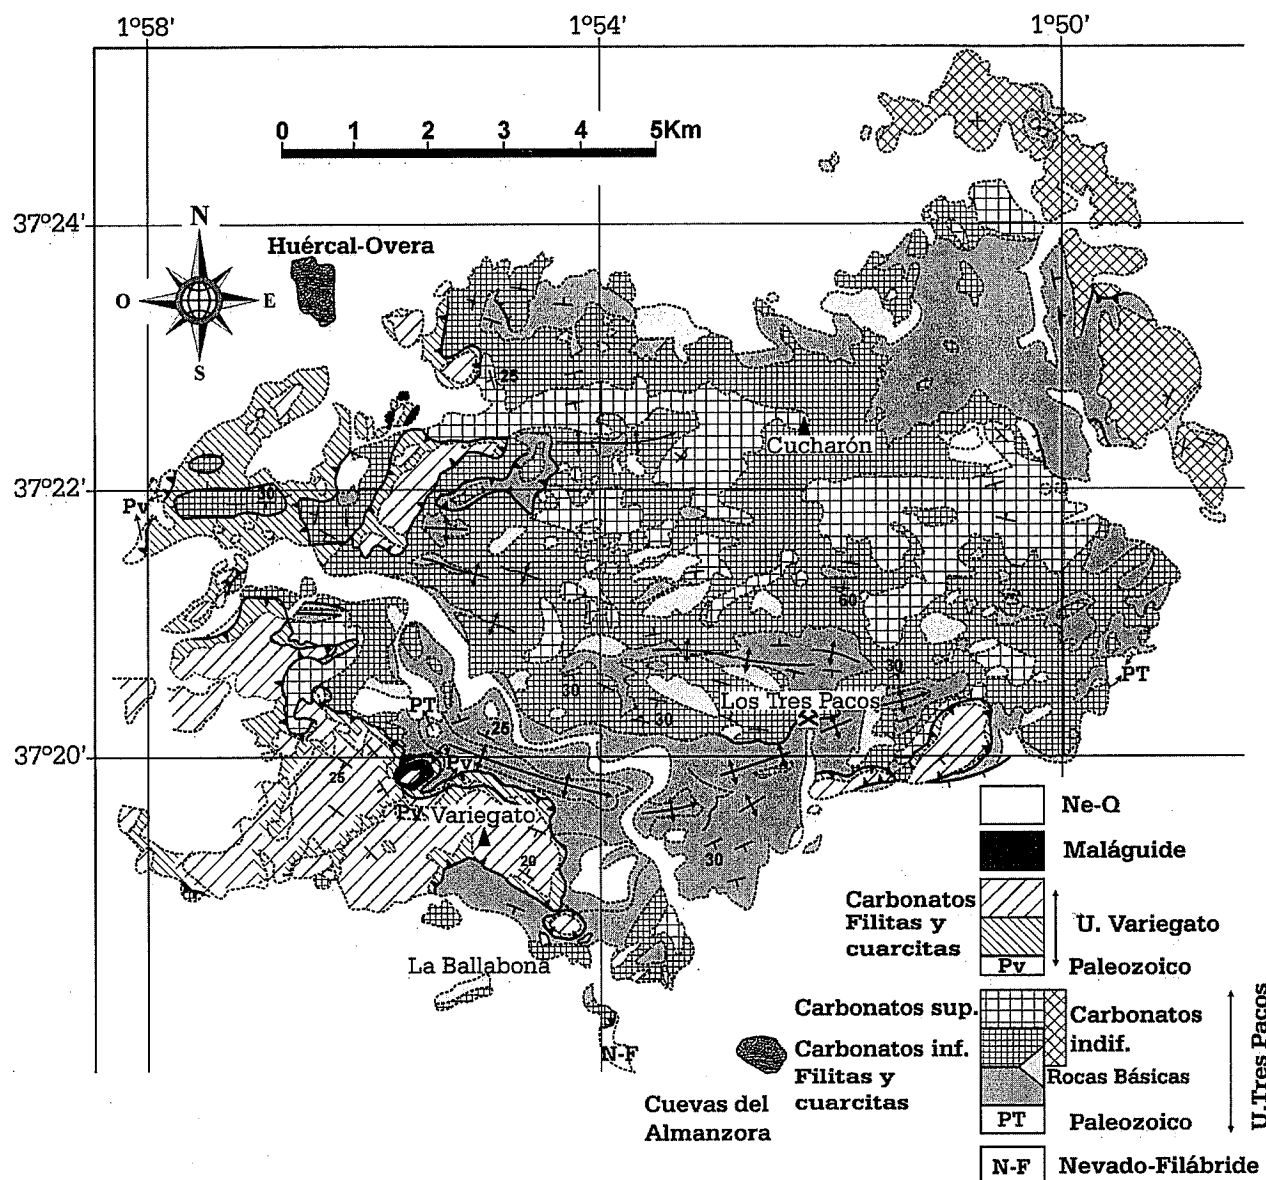 1°58'
1°54'
1°50'
0
1
2
3
4
5Km
37°24'
N
Huércal-Overa
O
E
S
25
Cucharón
37°22'
30
Pv
60
30
PT
30
Los Tres Pacos
30
PT
25
37°20'
Pv
25
Pv
Variegato
20
30
Ne-Q
Maláguide
Carbonatos
Filitas y
cuarcitas
U. Variegato
Pv
Paleozoico
La Ballabona
Carbonatos sup.
Carbonatos
indif.
N-F
Carbonatos inf.
Filitas y
cuarcitas
Rocas Básicas
Cuevas del
Almanzora
PT
Paleozoico
U.Tres Pacos
N-F
Nevado-Filábride